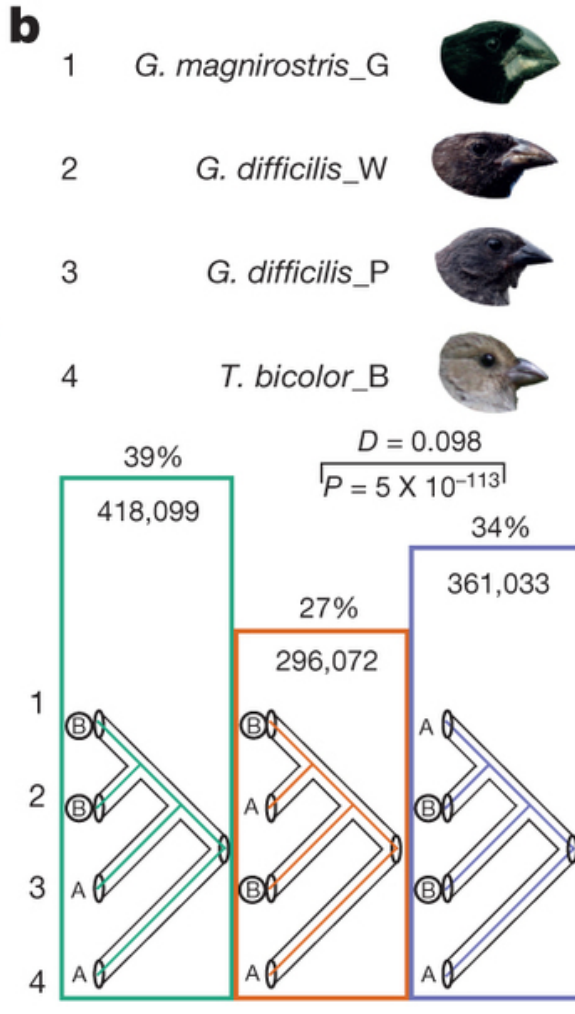 b
1 G. magnirostris_G
2 G. difficilis_W
3 G. difficilis_P
4 T. bicolor_B
D = 0.098
P = 5 X 10⁻¹¹³
39%
418,099
34%
361,033
27%
296,072
1 B B A
2 B A B
3 A B B
4 A A A